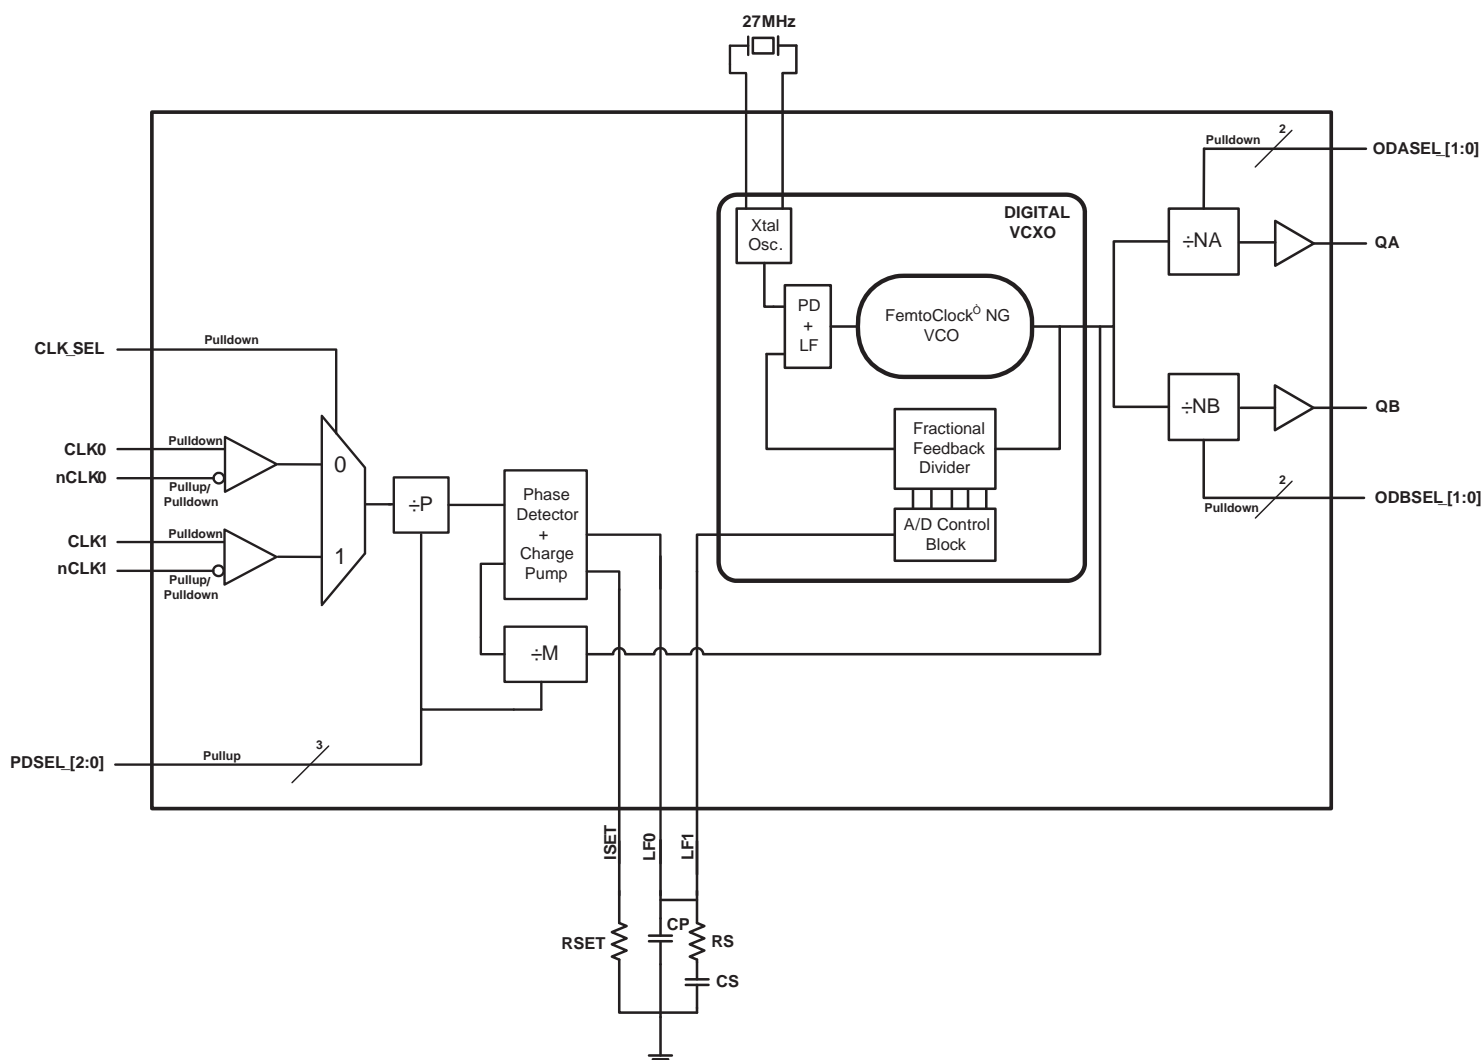 27MHz
Pulldown
2
ODASEL_[1:0]
DIGITAL
VCXO
Xtal
Osc.
÷NA
QA
PD
+
LF
FemtoClockÒ NG
VCO
CLK_SEL
Pulldown
÷NB
QB
Fractional
Feedback
Divider
CLK0
Pulldown
nCLK0
Pullup/
Pulldown
0
÷P
Phase
Detector
+
Charge
Pump
2
Pulldown
ODBSEL_[1:0]
A/D Control
Block
CLK1
Pulldown
nCLK1
Pullup/
Pulldown
1
÷M
PDSEL_[2:0]
Pullup
3
ISET
LF0
LF1
RSET
CP
RS
CS